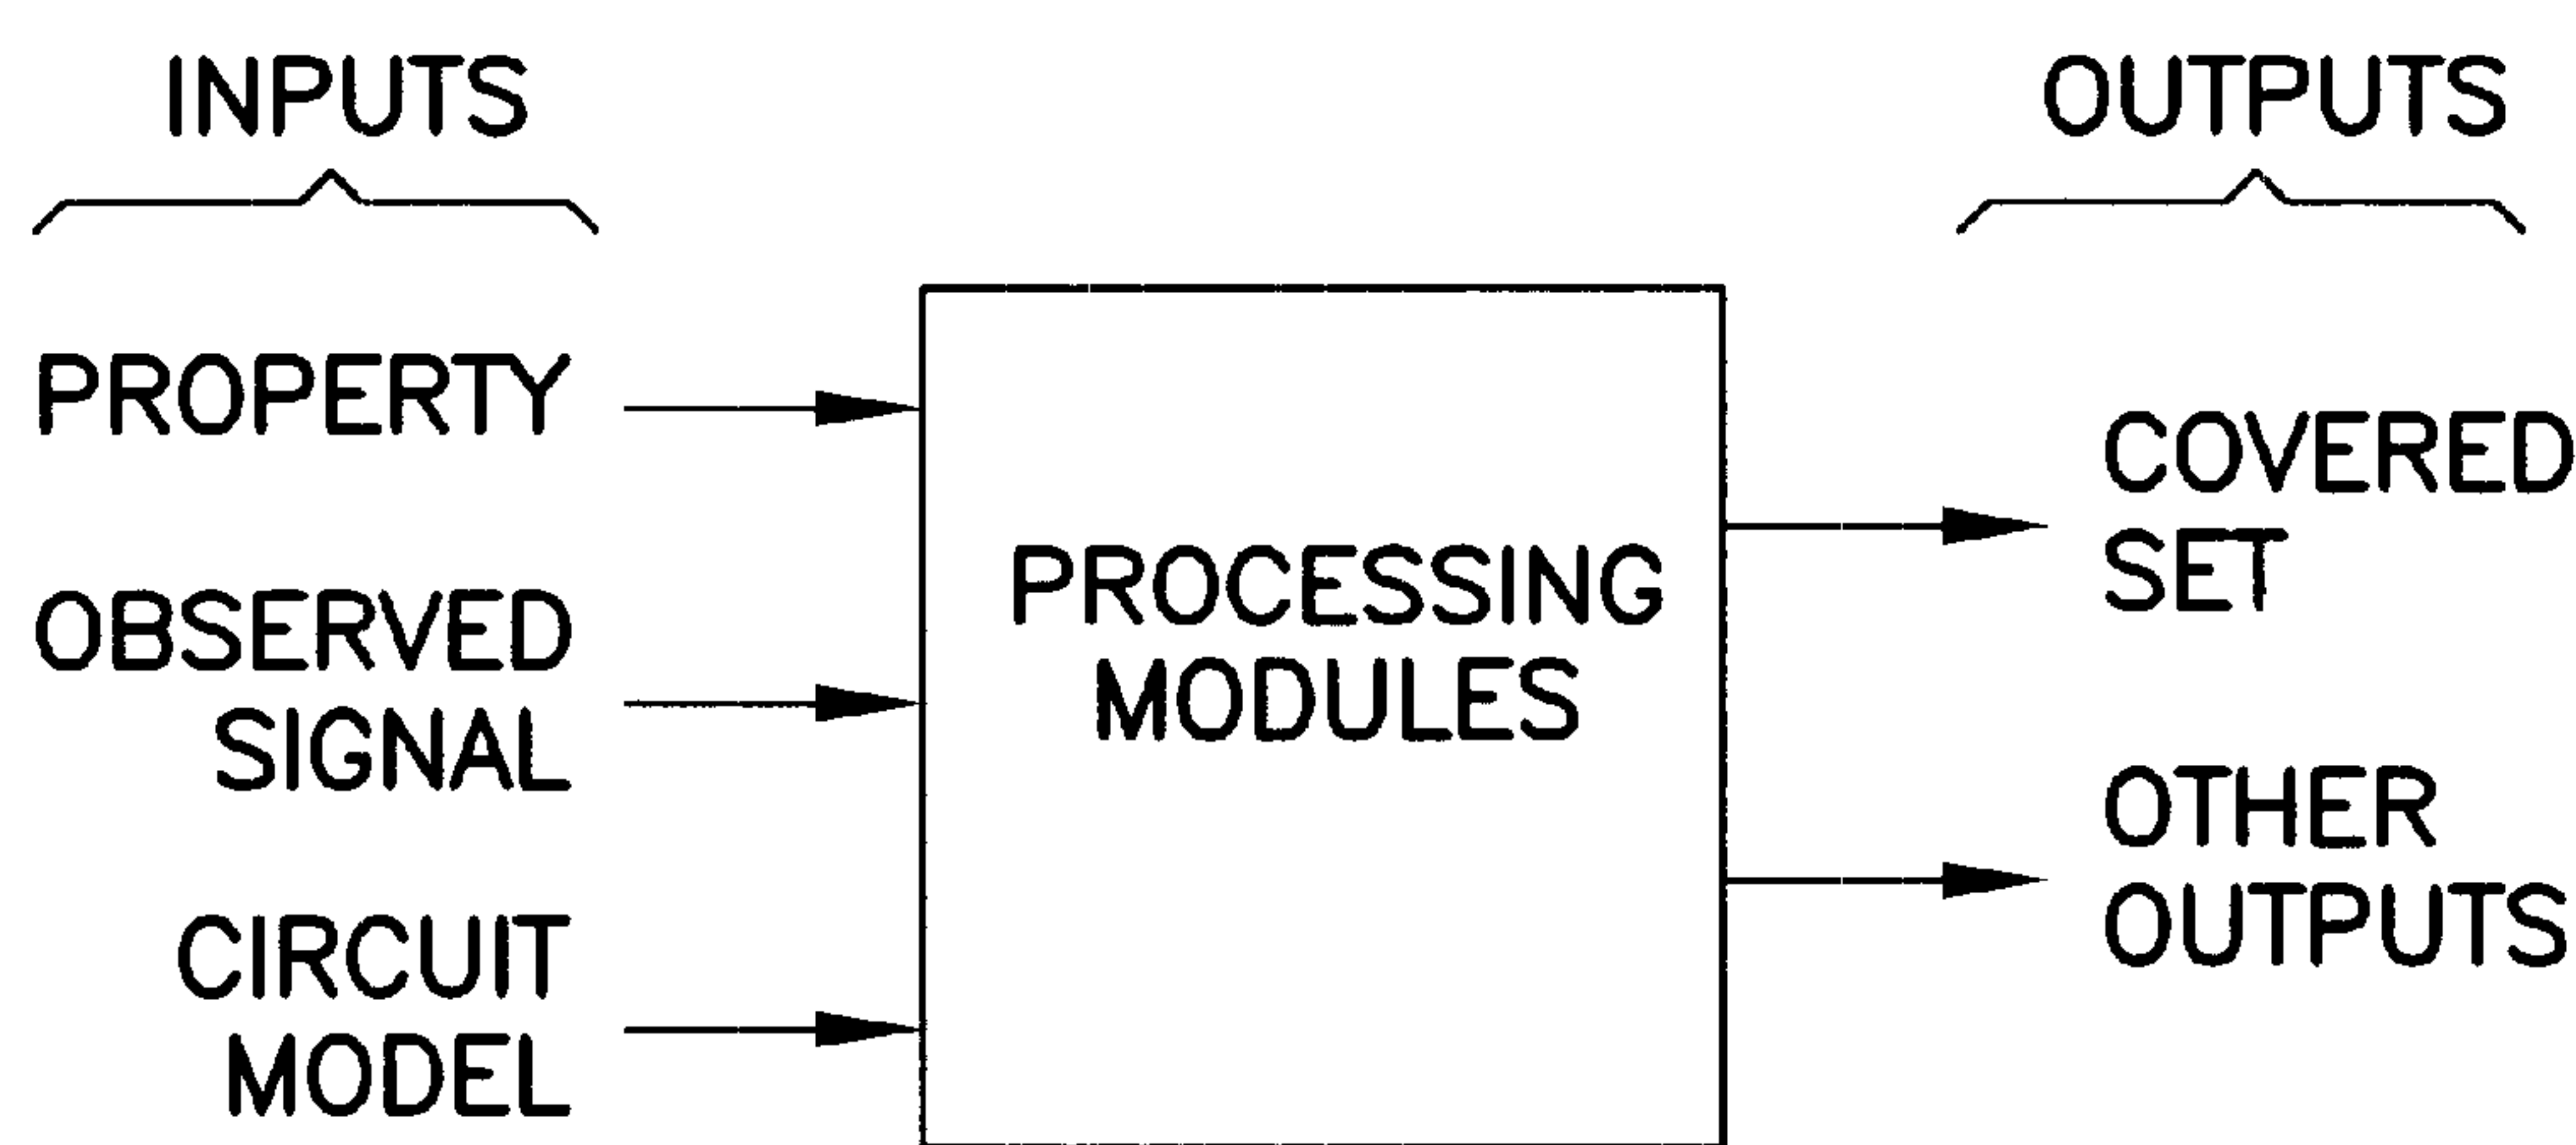 INPUTS
OUTPUTS
PROPERTY
OBSERVED
SIGNAL
CIRCUIT
MODEL
PROCESSING
MODULES
COVERED
SET
OTHER
OUTPUTS